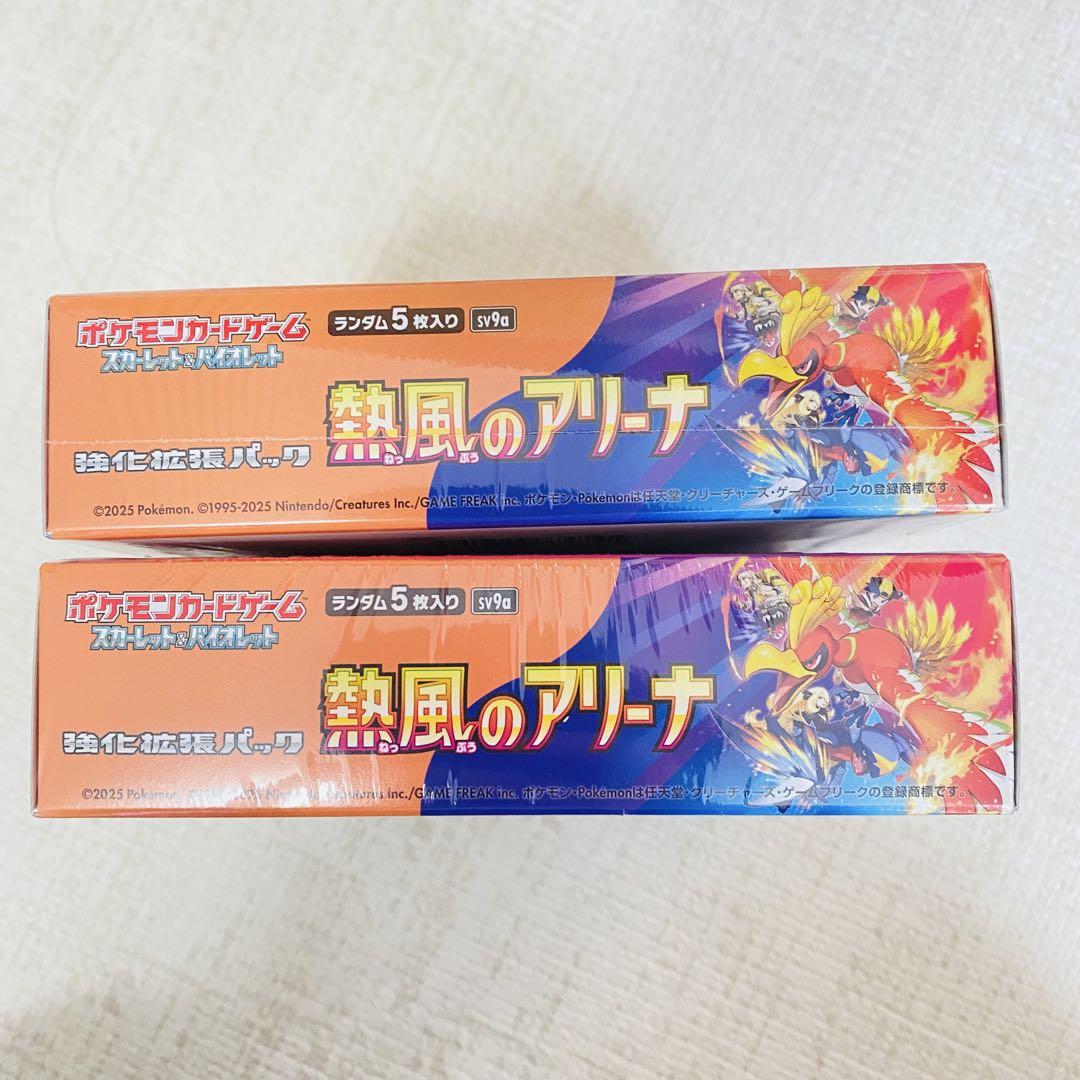 ポケモンカードゲーム™
スカーレット&バイオレット
ランダム5枚入り sv9a
熱風のアリーナ
ねっ ぷう
強化拡張パック
©2025 Pokémon. ©1995-2025 Nintendo/Creatures Inc./GAME FREAK inc. ポケモン・Pokémonは任天堂・クリーチャーズ・ゲームフリークの登録商標です。
ポケモンカードゲーム
スカーレット&バイオレット
ランダム5枚入り sv9a
熱風のアリーナ
ねっ ぷう
強化拡張パック
©2025 Pokémon. Nintendo/Creatures Inc./GAME FREAK inc. ポケモン・Pokémonは任天堂・クリーチャーズ・ゲームフリークの登録商標です。